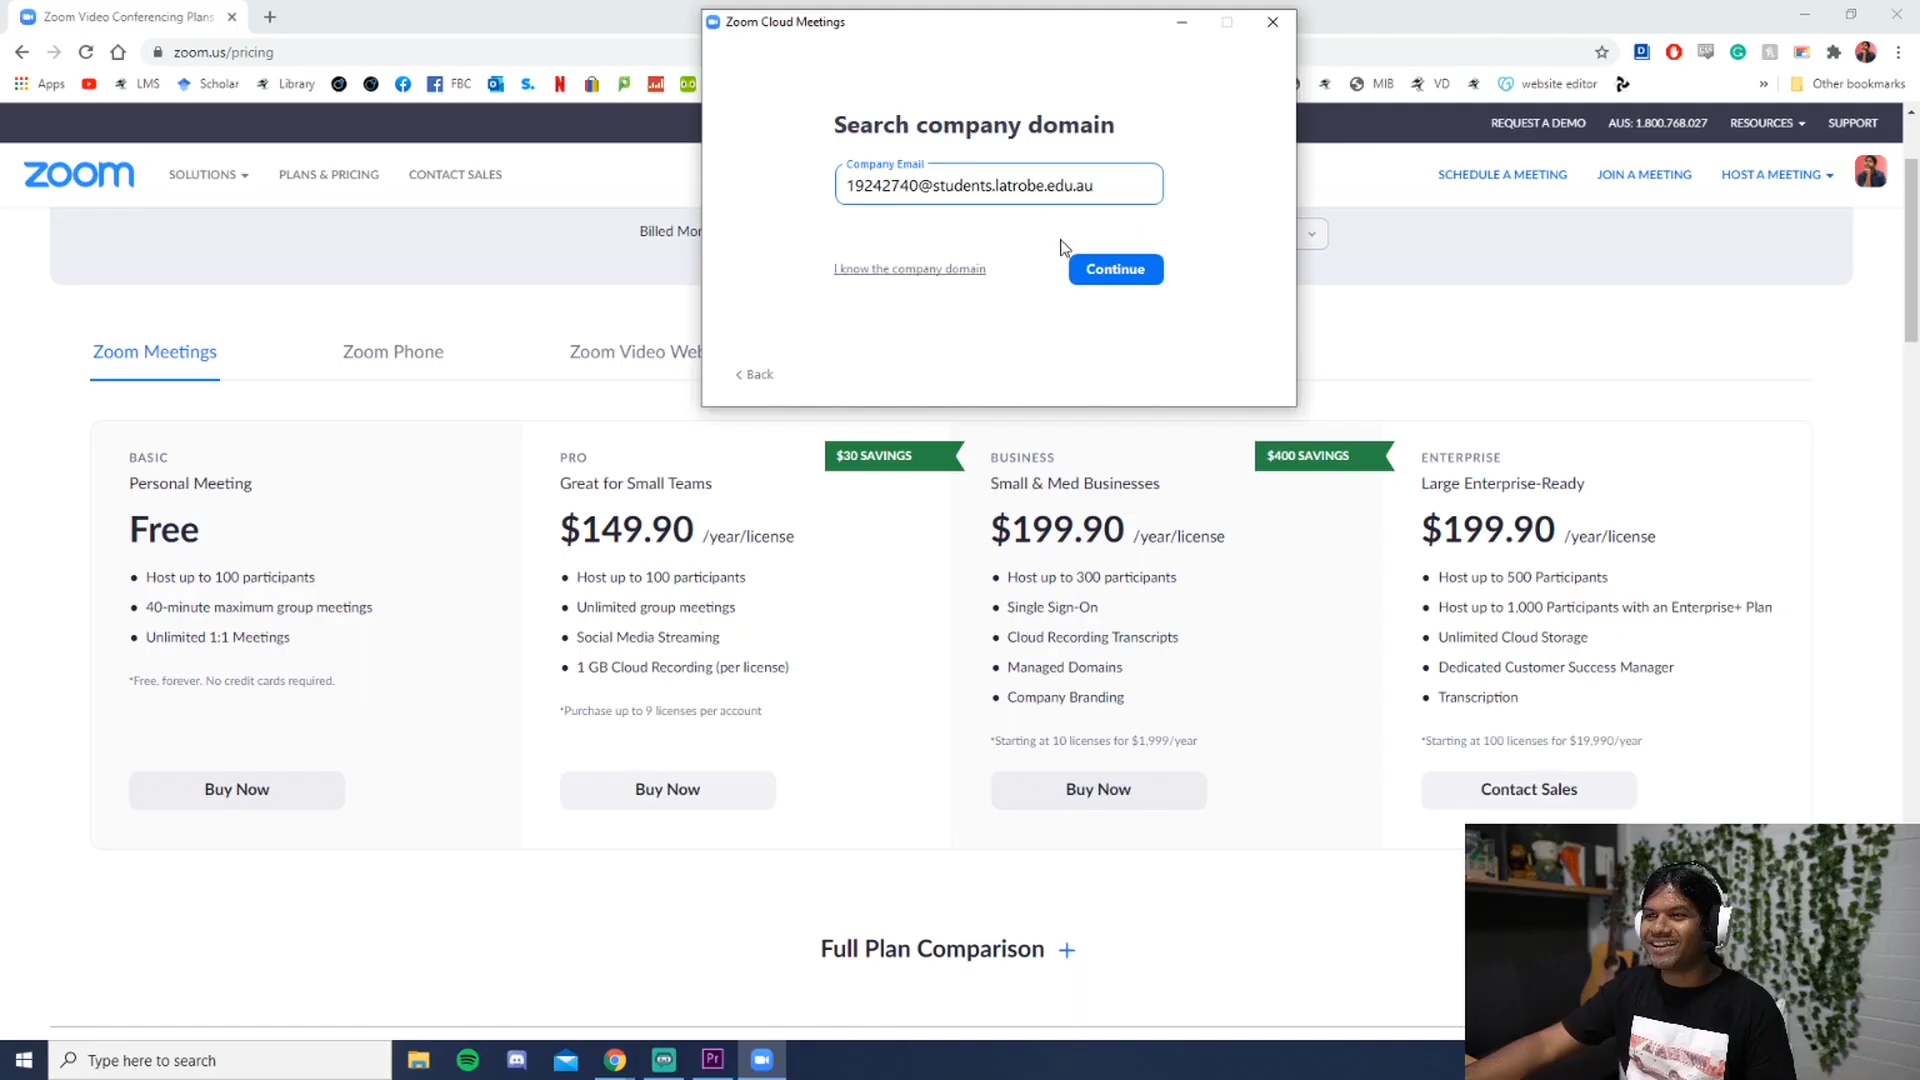 Zoom Video Conferencing Plans
Zoom Cloud Meetings
zoom.us/pricing
Apps
LMS
Scholar
Library
FBC
MIB
VD
website editor
Other bookmarks
REQUEST A DEMO
AUS: 1.800.768.027
RESOURCES
SUPPORT
zoom
SOLUTIONS
PLANS & PRICING
CONTACT SALES
SCHEDULE A MEETING
JOIN A MEETING
HOST A MEETING
Search company domain
Company Email
19242740@students.latrobe.edu.au
Billed Mon
I know the company domain
Continue
Back
Zoom Meetings
Zoom Phone
Zoom Video Web
BASIC
Personal Meeting
Free
• Host up to 100 participants
• 40-minute maximum group meetings
• Unlimited 1:1 Meetings
*Free, forever. No credit cards required.
Buy Now
PRO
$30 SAVINGS
Great for Small Teams
$149.90 /year/license
• Host up to 100 participants
• Unlimited group meetings
• Social Media Streaming
• 1 GB Cloud Recording (per license)
*Purchase up to 9 licenses per account
Buy Now
BUSINESS
$400 SAVINGS
Small & Med Businesses
$199.90 /year/license
• Host up to 300 participants
• Single Sign-On
• Cloud Recording Transcripts
• Managed Domains
• Company Branding
*Starting at 10 licenses for $1,999/year
Buy Now
ENTERPRISE
Large Enterprise-Ready
$199.90 /year/license
• Host up to 500 Participants
• Host up to 1,000 Participants with an Enterprise+ Plan
• Unlimited Cloud Storage
• Dedicated Customer Success Manager
• Transcription
*Starting at 100 licenses for $19,990/year
Contact Sales
Full Plan Comparison +
Type here to search
Pr